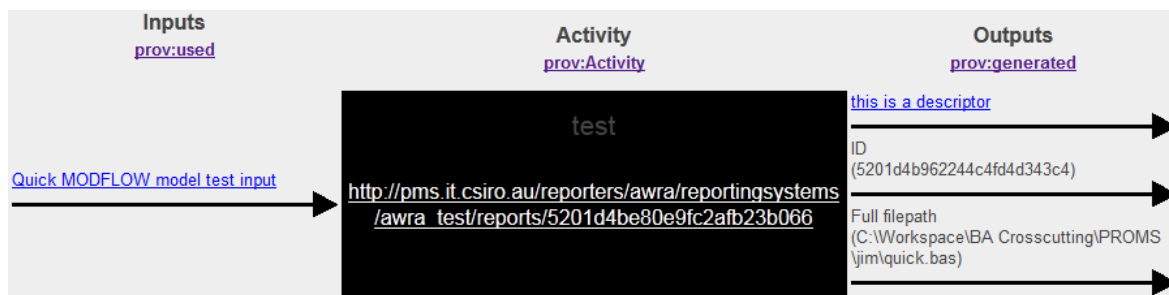 Inputs
prov:used
Activity
prov:Activity
Outputs
prov:generated
Quick MODFLOW model test input
test
http://pms.it.csiro.au/reporters/awra/reportingsystems
/awra_test/reports/5201d4be80e9fc2afb23b066
this is a descriptor
ID
(5201d4b962244c4fd4d343c4)
Full filepath
(C:\Workspace\BA Crosscutting\PROMS
\jim\quick.bas)